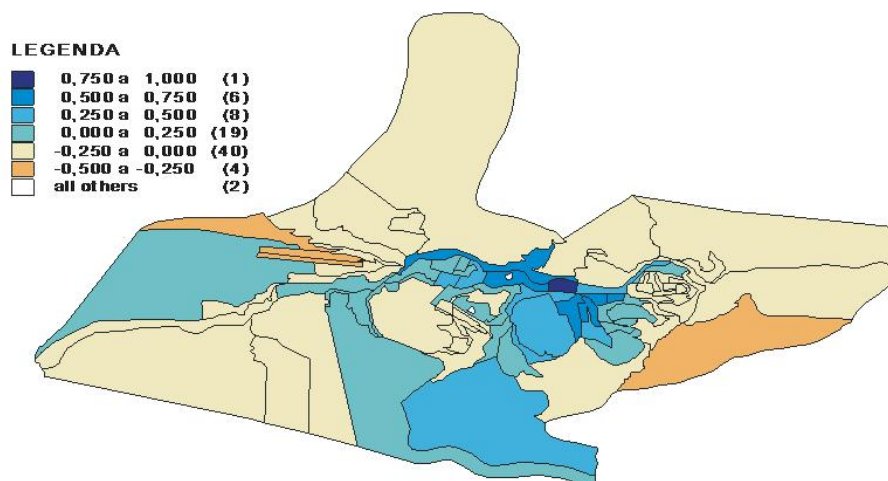 LEGENDA
0,750 a 1,000 (1)
0,500 a 0,750 (6)
0,250 a 0,500 (8)
0,000 a 0,250 (19)
-0,250 a 0,000 (40)
-0,500 a -0,250 (4)
all others (2)